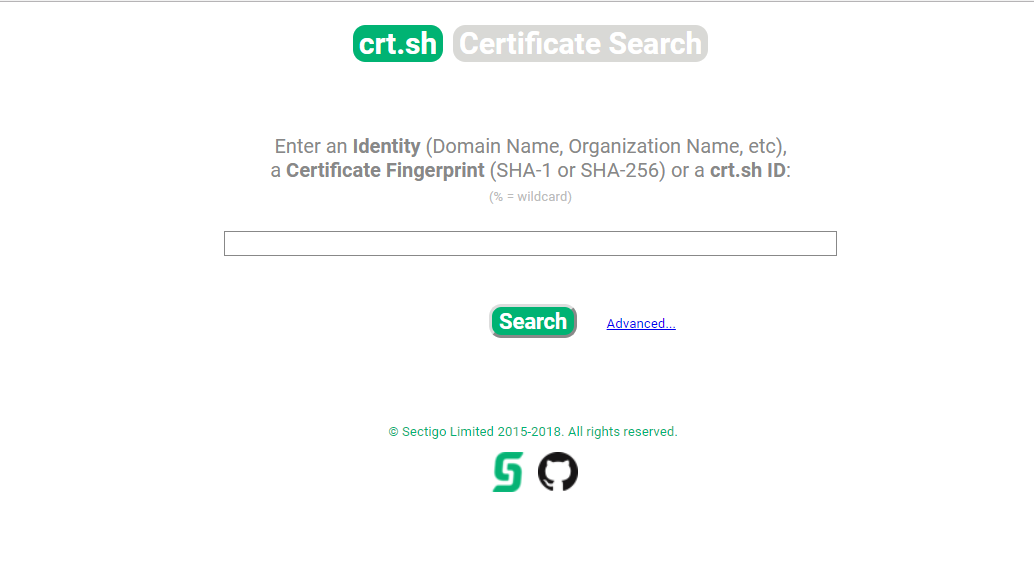 crt.sh Certificate Search
Enter an Identity (Domain Name, Organization Name, etc),
a Certificate Fingerprint (SHA-1 or SHA-256) or a crt.sh ID:
(% = wildcard)
Search Advanced...
© Sectigo Limited 2015-2018. All rights reserved.